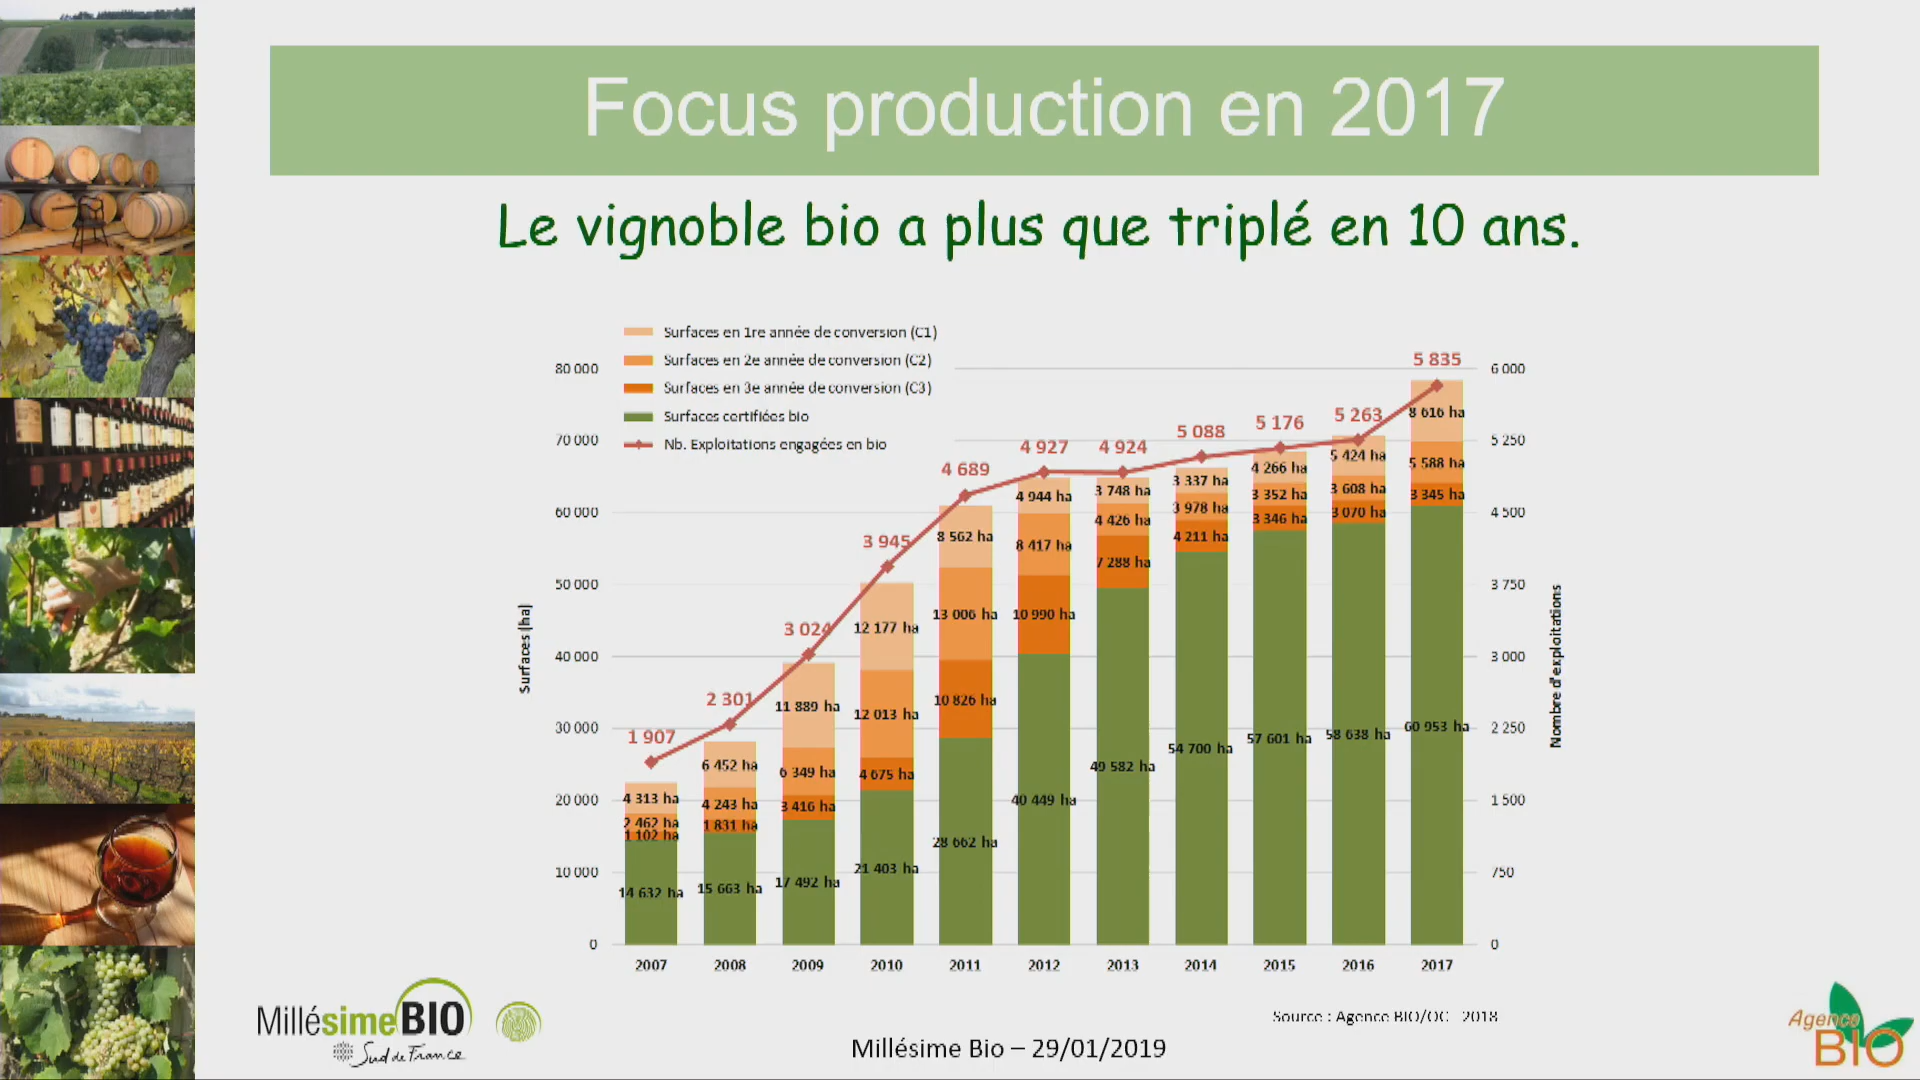 Focus production en 2017
Le vignoble bio a plus que triplé en 10 ans.
Surfaces en 1re année de conversion (C1)
Surfaces en 2e année de conversion (C2)
Surfaces en 3e année de conversion (C3)
Surfaces certifiées bio
Nb. Exploitations engagées en bio
Surfaces (ha)
80 000
70 000
60 000
50 000
40 000
30 000
20 000
10 000
0
1 907
2 301
3 024
3 945
4 689
4 927
4 924
5 088
5 176
5 263
5 835
4 313 ha
2 462 ha
1 102 ha
14 632 ha
6 452 ha
4 243 ha
1 831 ha
15 663 ha
11 889 ha
6 349 ha
3 416 ha
17 492 ha
12 177 ha
12 013 ha
4 675 ha
21 403 ha
8 562 ha
13 006 ha
10 826 ha
28 662 ha
4 944 ha
8 417 ha
10 990 ha
40 449 ha
3 748 ha
4 426 ha
7 288 ha
49 582 ha
3 337 ha
3 978 ha
4 211 ha
54 700 ha
4 266 ha
3 352 ha
3 346 ha
57 601 ha
5 424 ha
3 608 ha
3 070 ha
58 638 ha
8 616 ha
5 588 ha
3 345 ha
60 953 ha
6 000
5 250
4 500
3 750
3 000
2 250
1 500
750
0
Nombre d'exploitations
2007 2008 2009 2010 2011 2012 2013 2014 2015 2016 2017
Source : Agence BIO/OC 2018
MillésimeBIO
Sud de France
Millésime Bio – 29/01/2019
Agence
BIO